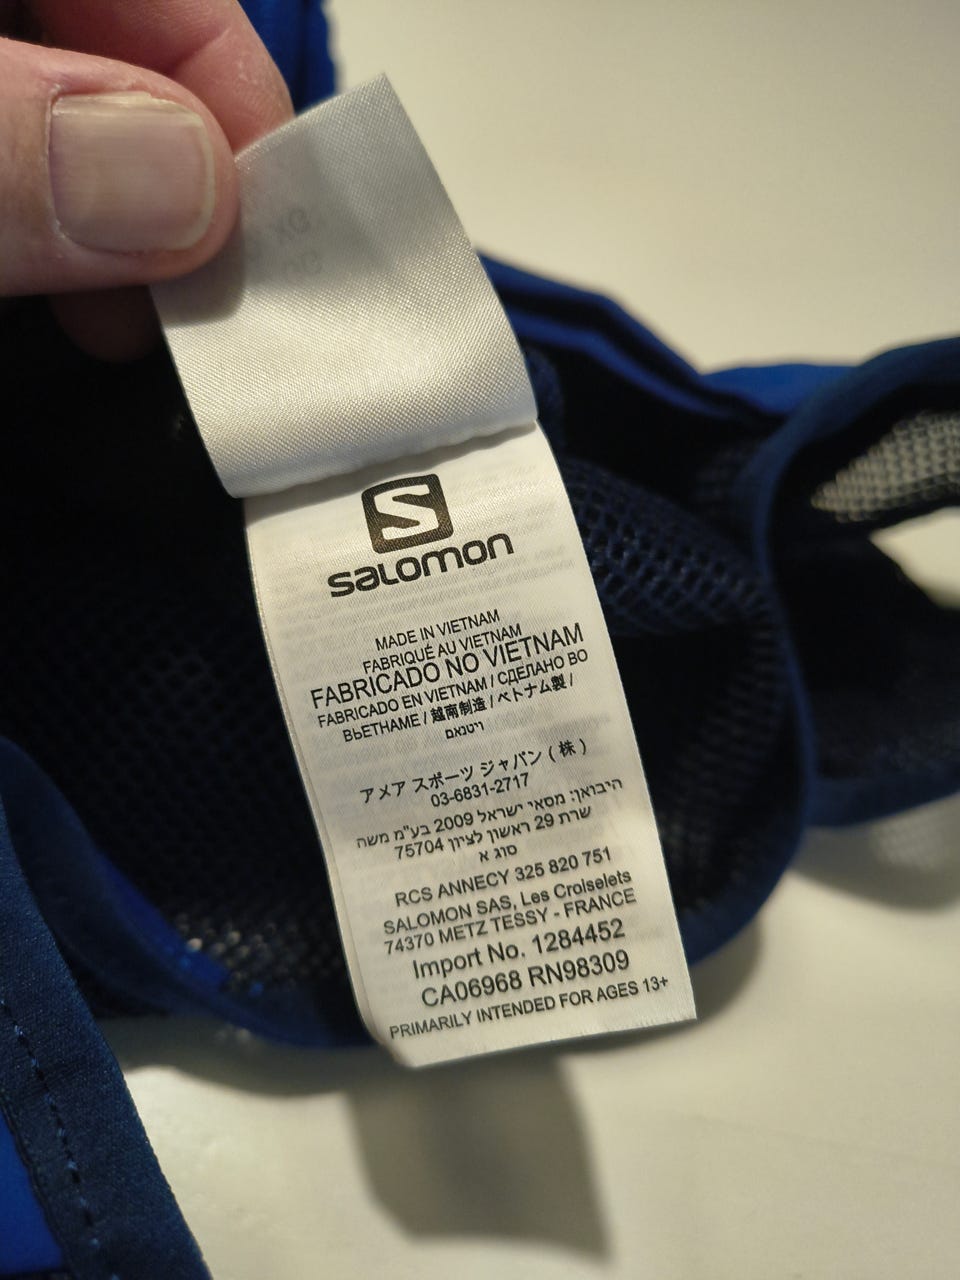 S
SALOMON
MADE IN VIETNAM
FABRIQUÉ AU VIETNAM
FABRICADO NO VIETNAM
FABRICADO EN VIETNAM / СДЕЛАНО ВО
ВЬЕТНАМЕ / 越南制造 / ベトナム製 /
וייטנאם
アメア スポーツ ジャパン ( 株 )
03-6831-2717
היבואן: מסאי ישראל 2009 בע"מ משה
שרת 29 ראשון לציון 75704
סוג א
RCS ANNECY 325 820 751
SALOMON SAS, Les Croiselets
74370 METZ TESSY - FRANCE
Import No. 1284452
CA06968 RN98309
PRIMARILY INTENDED FOR AGES 13+